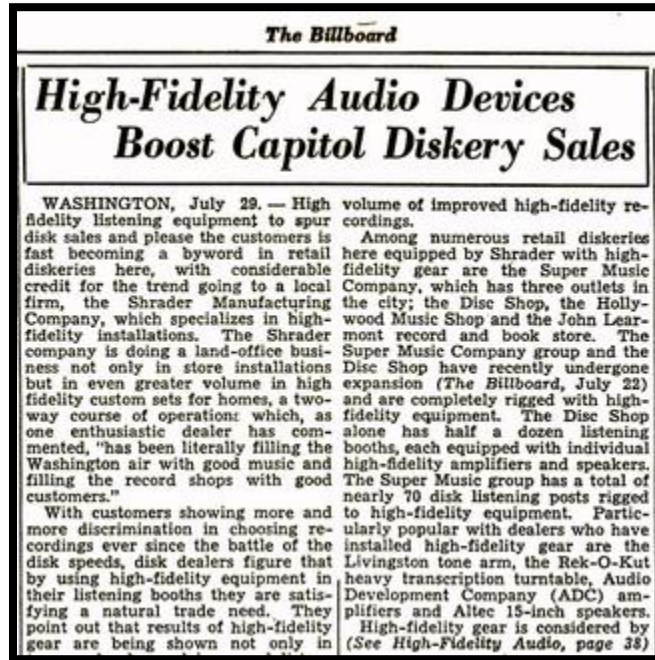 The Billboard
High-Fidelity Audio Devices
Boost Capitol Diskery Sales
WASHINGTON, July 29. — High
fidelity listening equipment to spur
disk sales and please the customers is
fast becoming a byword in retail
diskeries here, with considerable
credit for the trend going to a local
firm, the Shrader Manufacturing
Company, which specializes in high-
fidelity installations. The Shrader
company is doing a land-office busi-
ness not only in store installations
but in even greater volume in high
fidelity custom sets for homes, a two-
way course of operations which, as
one enthusiastic dealer has com-
mented, "has been literally filling the
Washington air with good music and
filling the record shops with good
customers."
With customers showing more and
more discrimination in choosing re-
cordings ever since the battle of the
disk speeds, disk dealers figure that
by using high-fidelity equipment in
their listening booths they are satis-
fying a natural trade need. They
point out that results of high-fidelity
gear are being shown not only in
volume of improved high-fidelity re-
cordings.
Among numerous retail diskeries
here equipped by Shrader with high-
fidelity gear are the Super Music
Company, which has three outlets in
the city; the Disc Shop, the Holly-
wood Music Shop and the John Lear-
mont record and book store. The
Super Music Company group and the
Disc Shop have recently undergone
expansion (The Billboard, July 22)
and are completely rigged with high-
fidelity equipment. The Disc Shop
alone has half a dozen listening
booths, each equipped with individual
high-fidelity amplifiers and speakers.
The Super Music group has a total of
nearly 70 disk listening posts rigged
to high-fidelity equipment. Partic-
ularly popular with dealers who have
installed high-fidelity gear are the
Livingston tone arm, the Rek-O-Kut
heavy transcription turntable, Audio
Development Company (ADC) am-
plifiers and Altec 15-inch speakers.
High-fidelity gear is considered by
(See High-Fidelity Audio, page 38)